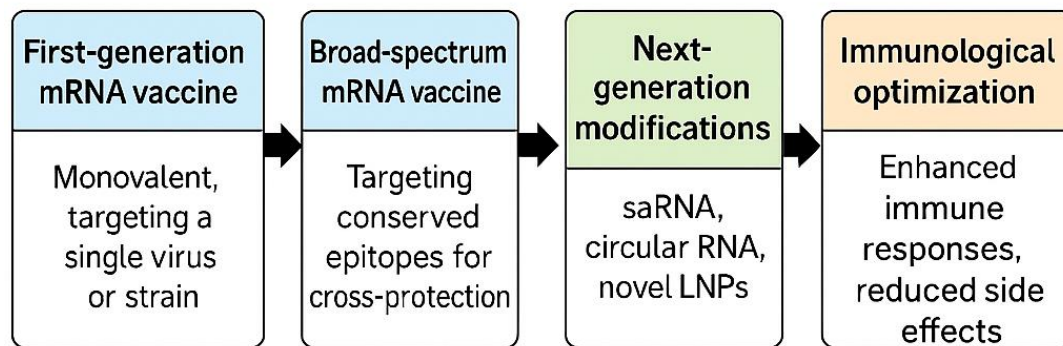 First-generation
mRNA vaccine
Monovalent,
targeting a
single virus
or strain
Broad-spectrum
mRNA vaccine
Targeting
conserved
epitopes for
cross-protection
Next-
generation
modifications
saRNA,
circular RNA,
novel LNPs
Immunological
optimization
Enhanced
immune
responses,
reduced side
effects